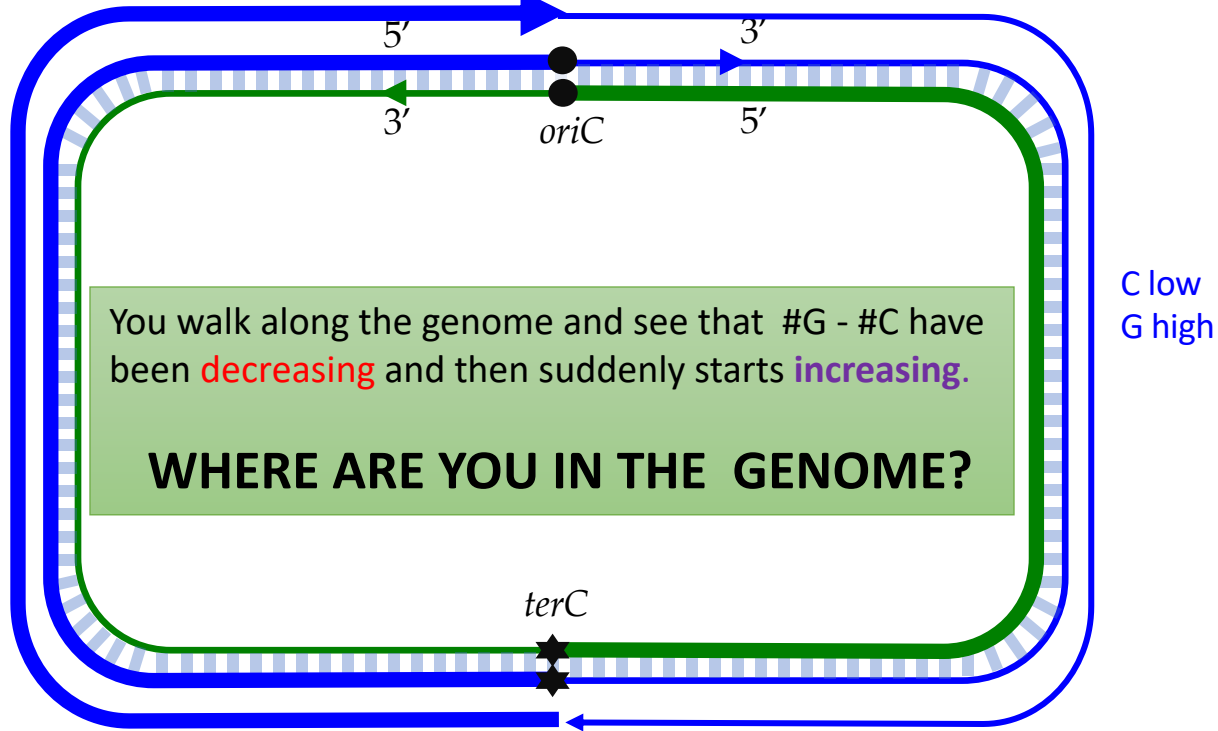 5’ 3’
3’ oriC 5’
C low
G high
You walk along the genome and see that #G - #C have
been decreasing and then suddenly starts increasing.
WHERE ARE YOU IN THE GENOME?
terC